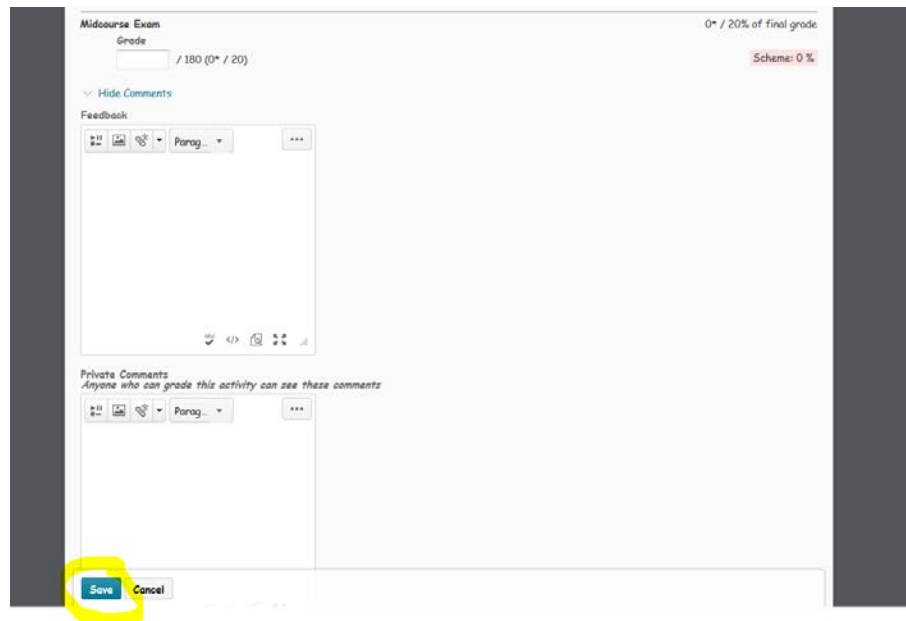 Midcourse Exam
0* / 20% of final grade
Grade
/ 180 (0* / 20)
Scheme: 0 %
Hide Comments
Feedback
Parag...
Private Comments
Anyone who can grade this activity can see these comments
Parag...
Save Cancel